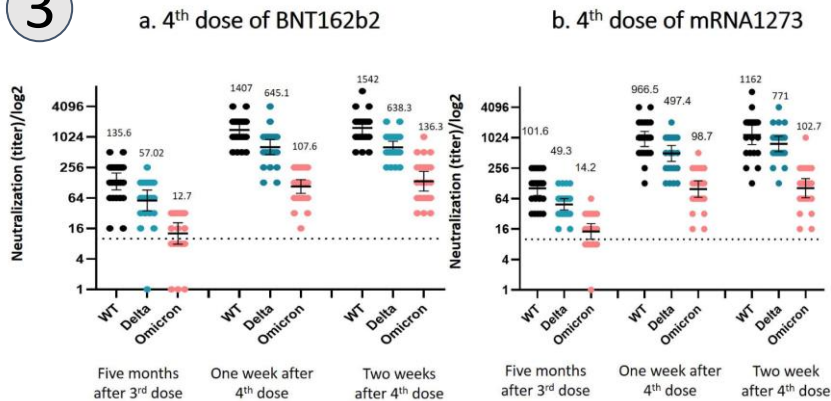 3
a. 4th dose of BNT162b2
b. 4th dose of mRNA1273
Neutralization (titer)/log2
4096
1024
256
64
16
4
1
135.6
57.02
12.7
1407
645.1
107.6
1542
638.3
136.3
WT
Delta
Omicron
WT
Delta
Omicron
WT
Delta
Omicron
Five months
after 3rd dose
One week after
4th dose
Two weeks
after 4th dose
Neutralization (titer)/log2
4096
1024
256
64
16
4
1
101.6
49.3
14.2
966.5
497.4
98.7
1162
771
102.7
WT
Delta
Omicron
WT
Delta
Omicron
WT
Delta
Omicron
Five months
after 3rd dose
One week after
4th dose
Two week
after 4th dose